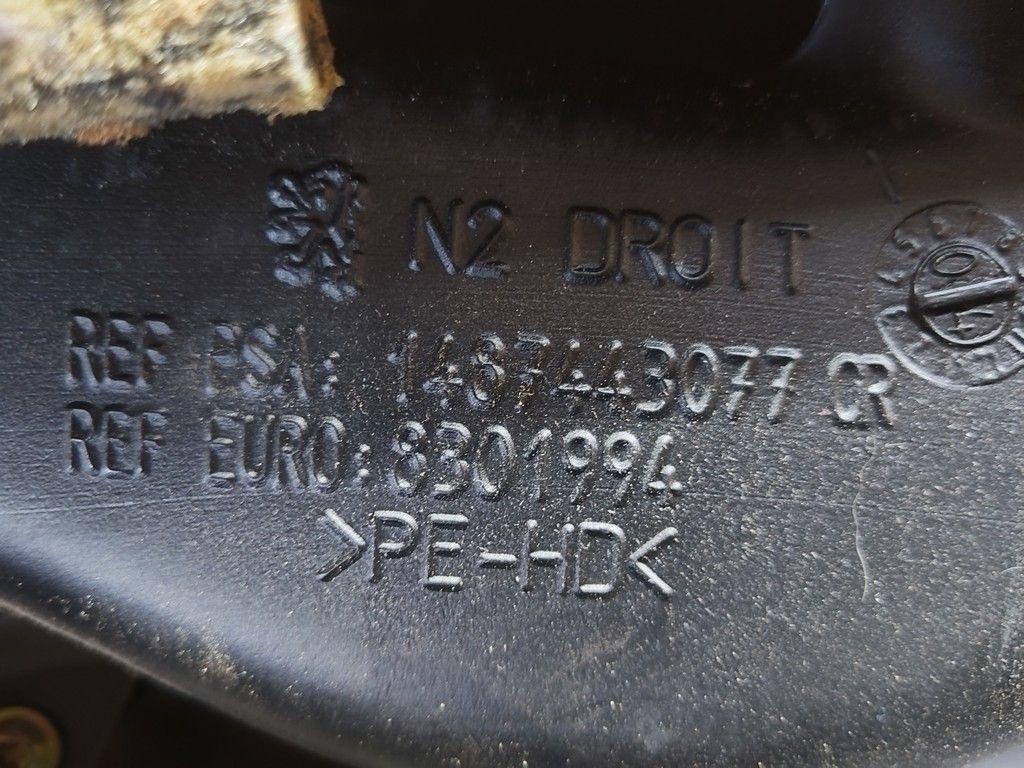 N2 DROIT
REF PSA: 1487443077 CR
REF EURO: 8301994
>PE-HD<